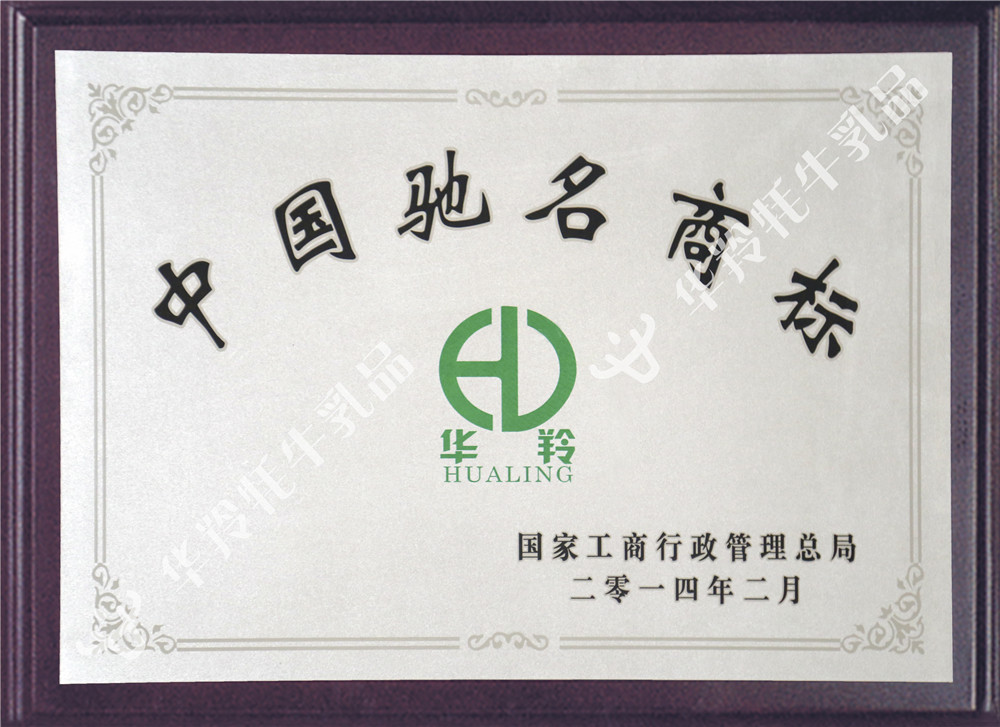 中国驰名商标
华羚
HUALING
国家工商行政管理总局
二零一四年二月
华羚牦牛乳品
华羚牦牛乳品